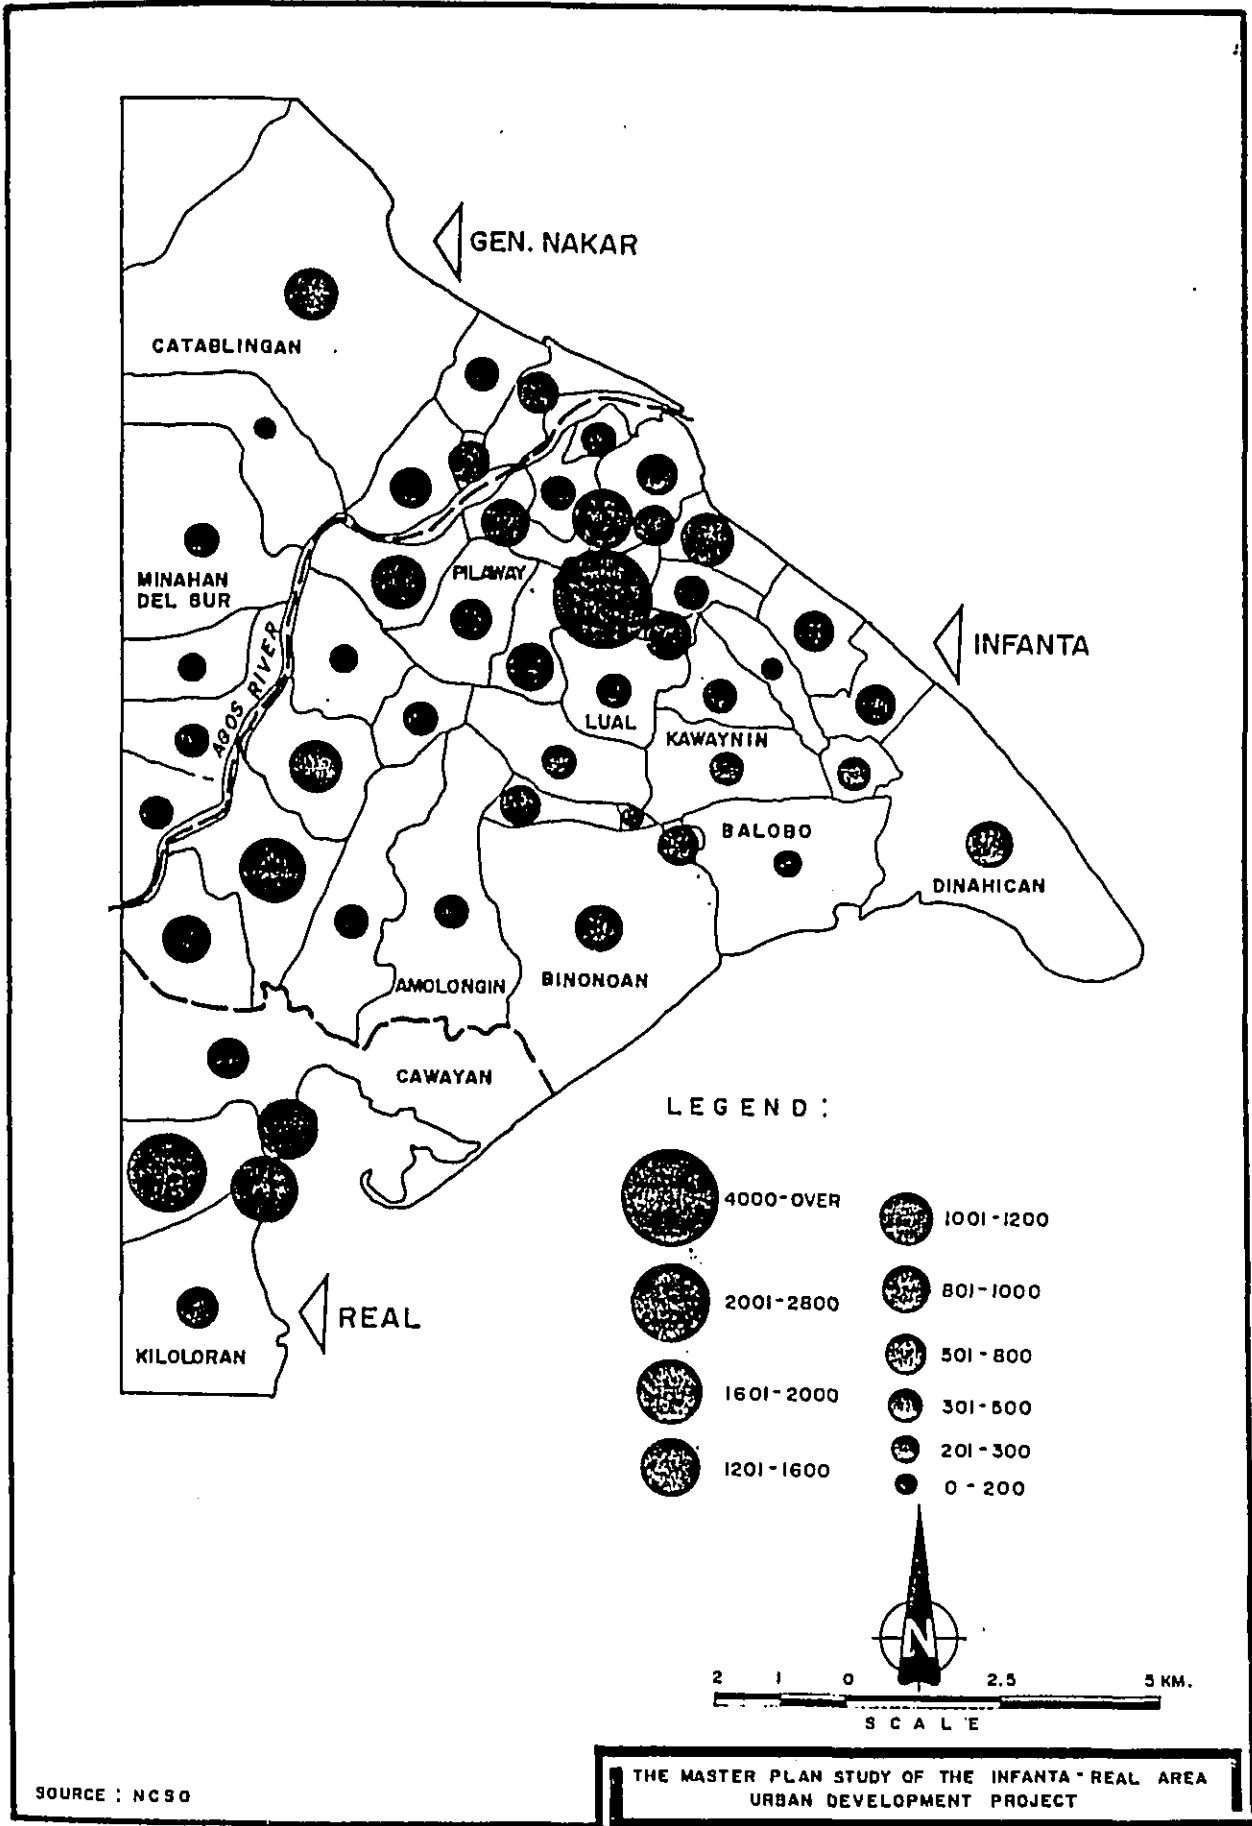 GEN. NAKAR
CATABLINGAN
MINAHAN
DEL SUR
PILAWAY
AGOS RIVER
INFANTA
LUAL
KAWAYNIN
BALOBO
DINAHICAN
AMOLONGIN
BINONOAN
CAWAYAN
LEGEND :
4000-OVER
1001-1200
2001-2800
801-1000
1601-2000
501-800
301-500
1201-1600
201-300
0-200
REAL
KILOLORAN
N
2 1 0 2.5 5 KM.
SCALE
THE MASTER PLAN STUDY OF THE INFANTA-REAL AREA
URBAN DEVELOPMENT PROJECT
SOURCE : NCSO